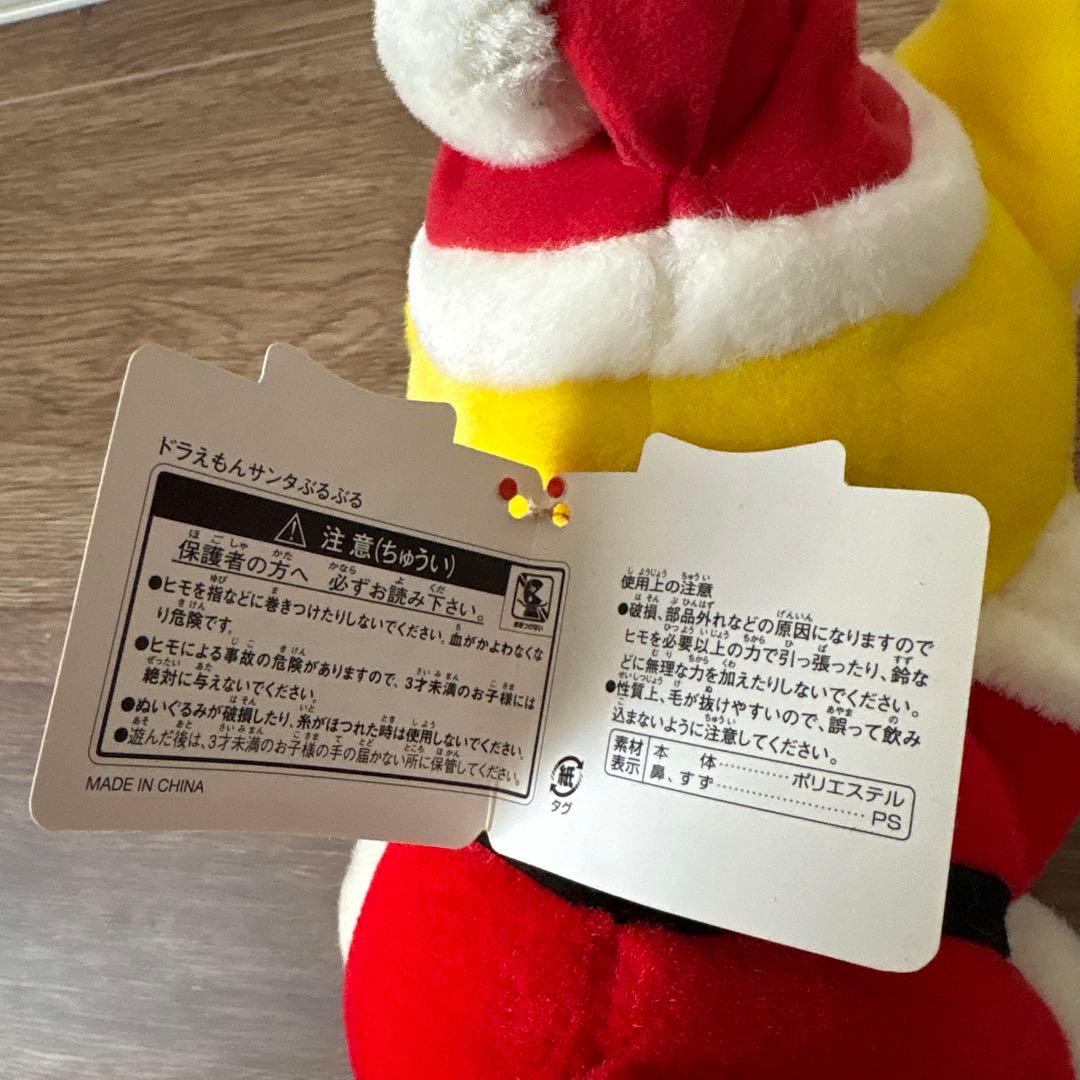 ドラえもんサンタぶるぶる
注意(ちゅうい)
保護者の方へ 必ずお読み下さい。
●ヒモを指などに巻きつけたりしないでください。血がかよわなくな
り危険です。
●ヒモによる事故の危険がありますので、3才未満のお子様には
絶対に与えないでください。
●ぬいぐるみが破損したり、糸がほつれた時は使用しないでください。
●遊んだ後は、3才未満のお子様の手の届かない所に保管してください。
MADE IN CHINA
使用上の注意
●破損、部品外れなどの原因になりますので
ヒモを必要以上の力で引っ張ったり、鈴な
どに無理な力を加えたりしないでください。
●性質上、毛が抜けやすいので、誤って飲み
込まないように注意してください。
素材表示
本体…………ポリエステル
鼻、すず……………………PS
紙
タグ